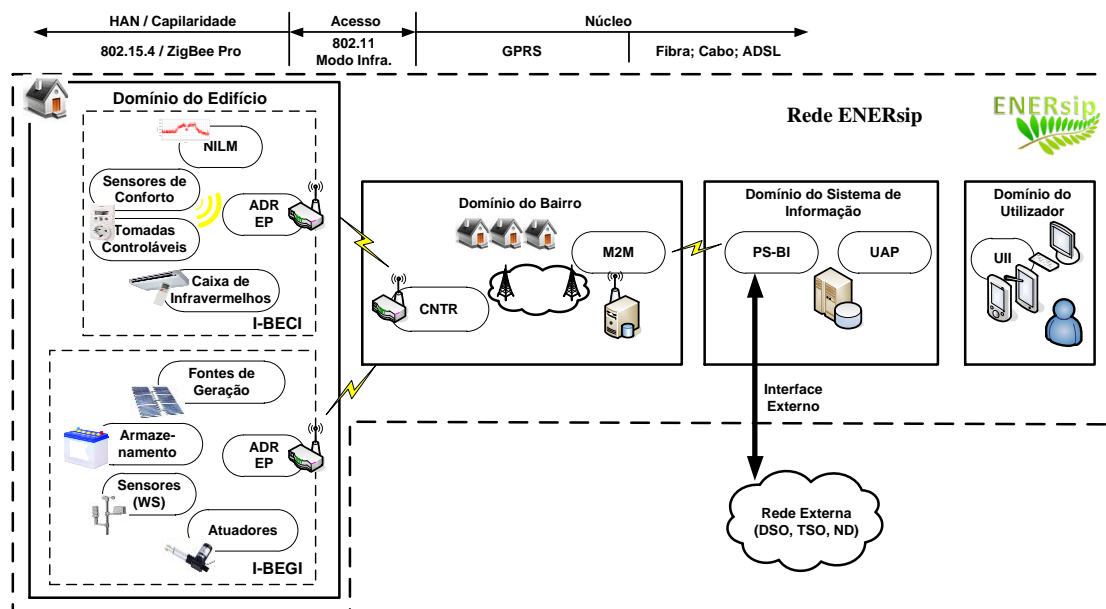 HAN / Capilaridade
Acesso
Núcleo
802.15.4 / ZigBee Pro
802.11
Modo Infra.
GPRS
Fibra; Cabo; ADSL
Domínio do Edifício
Rede ENERsip
ENERsip
NILM
Sensores de
Conforto
ADR
EP
Tomadas
Controláveis
Caixa de
Infravermelhos
I-BECI
Domínio do Bairro
M2M
CNTR
Domínio do Sistema de
Informação
PS-BI
UAP
Domínio do
Utilizador
UII
Fontes de
Geração
Armaze-
namento
ADR
EP
Sensores
(WS)
Atuadores
I-BEGI
Interface
Externo
Rede Externa
(DSO, TSO, ND)